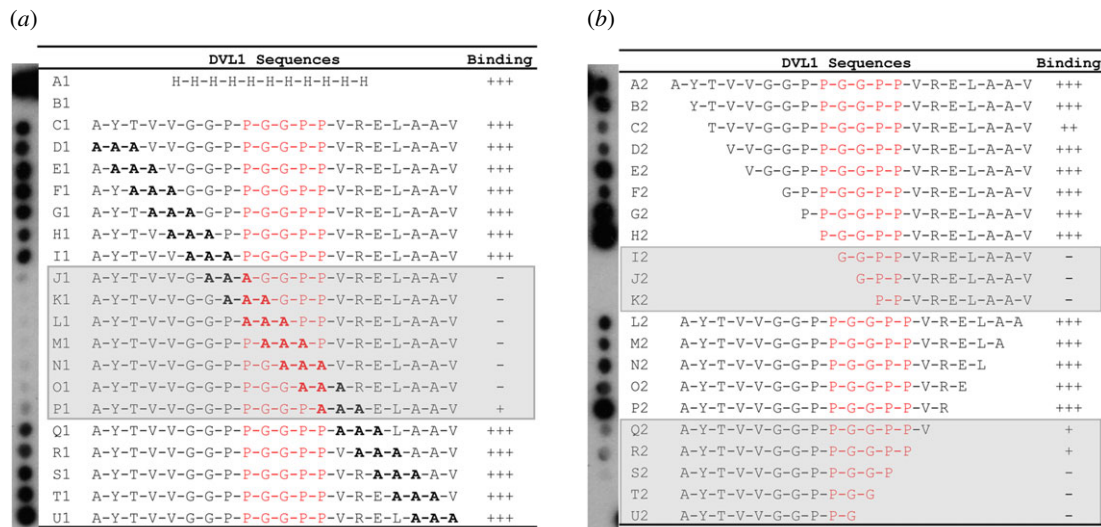 (a)
DVL1 Sequences Binding
A1 H-H-H-H-H-H-H-H-H-H-H +++
B1
C1 A-Y-T-V-V-G-G-P-P-G-G-P-P-V-R-E-L-A-A-V +++
D1 A-A-A-V-V-G-G-P-P-G-G-P-P-V-R-E-L-A-A-V +++
E1 A-A-A-A-V-G-G-P-P-G-G-P-P-V-R-E-L-A-A-V +++
F1 A-Y-A-A-A-G-G-P-P-G-G-P-P-V-R-E-L-A-A-V +++
G1 A-Y-T-A-A-A-G-P-P-G-G-P-P-V-R-E-L-A-A-V +++
H1 A-Y-T-V-A-A-A-P-P-G-G-P-P-V-R-E-L-A-A-V +++
I1 A-Y-T-V-V-A-A-A-P-G-G-P-P-V-R-E-L-A-A-V +++
J1 A-Y-T-V-V-G-A-A-A-G-G-P-P-V-R-E-L-A-A-V -
K1 A-Y-T-V-V-G-G-A-A-A-G-P-P-V-R-E-L-A-A-V -
L1 A-Y-T-V-V-G-G-P-A-A-A-P-P-V-R-E-L-A-A-V -
M1 A-Y-T-V-V-G-G-P-P-A-A-A-P-V-R-E-L-A-A-V -
N1 A-Y-T-V-V-G-G-P-P-G-A-A-A-V-R-E-L-A-A-V -
O1 A-Y-T-V-V-G-G-P-P-G-G-A-A-A-R-E-L-A-A-V -
P1 A-Y-T-V-V-G-G-P-P-G-G-P-A-A-A-E-L-A-A-V +
Q1 A-Y-T-V-V-G-G-P-P-G-G-P-P-A-A-A-L-A-A-V +++
R1 A-Y-T-V-V-G-G-P-P-G-G-P-P-V-A-A-A-A-A-V +++
S1 A-Y-T-V-V-G-G-P-P-G-G-P-P-V-R-A-A-A-A-V +++
T1 A-Y-T-V-V-G-G-P-P-G-G-P-P-V-R-E-A-A-A-V +++
U1 A-Y-T-V-V-G-G-P-P-G-G-P-P-V-R-E-L-A-A-A +++
(b)
DVL1 Sequences Binding
A2 A-Y-T-V-V-G-G-P-P-G-G-P-P-V-R-E-L-A-A-V +++
B2 Y-T-V-V-G-G-P-P-G-G-P-P-V-R-E-L-A-A-V +++
C2 T-V-V-G-G-P-P-G-G-P-P-V-R-E-L-A-A-V ++
D2 V-V-G-G-P-P-G-G-P-P-V-R-E-L-A-A-V +++
E2 V-G-G-P-P-G-G-P-P-V-R-E-L-A-A-V +++
F2 G-P-P-G-G-P-P-V-R-E-L-A-A-V +++
G2 P-P-G-G-P-P-V-R-E-L-A-A-V +++
H2 P-G-G-P-P-V-R-E-L-A-A-V +++
I2 G-G-P-P-V-R-E-L-A-A-V -
J2 G-P-P-V-R-E-L-A-A-V -
K2 P-P-V-R-E-L-A-A-V -
L2 A-Y-T-V-V-G-G-P-P-G-G-P-P-V-R-E-L-A-A +++
M2 A-Y-T-V-V-G-G-P-P-G-G-P-P-V-R-E-L-A +++
N2 A-Y-T-V-V-G-G-P-P-G-G-P-P-V-R-E-L +++
O2 A-Y-T-V-V-G-G-P-P-G-G-P-P-V-R-E +++
P2 A-Y-T-V-V-G-G-P-P-G-G-P-P-V-R +++
Q2 A-Y-T-V-V-G-G-P-P-G-G-P-P-V +
R2 A-Y-T-V-V-G-G-P-P-G-G-P-P +
S2 A-Y-T-V-V-G-G-P-P-G-G-P -
T2 A-Y-T-V-V-G-G-P-P-G-G -
U2 A-Y-T-V-V-G-G-P-P-G -